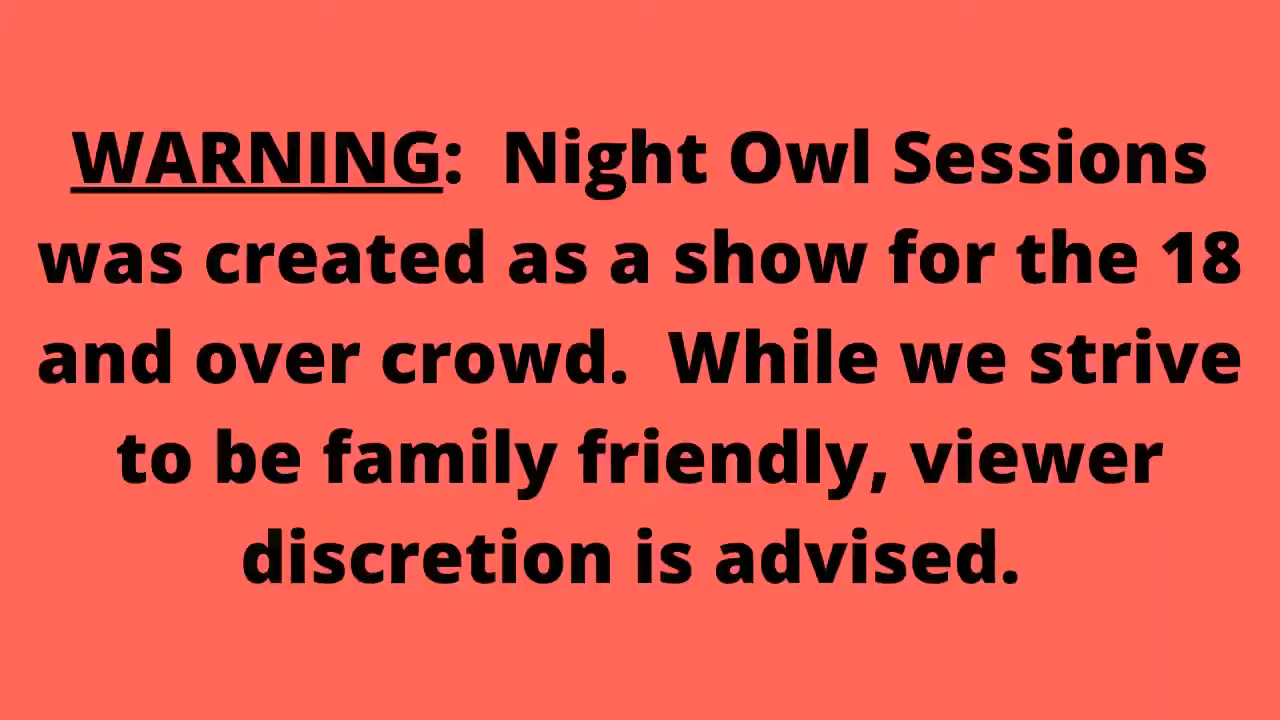 WARNING:  Night Owl Sessions
was created as a show for the 18
and over crowd.  While we strive
to be family friendly, viewer
discretion is advised.